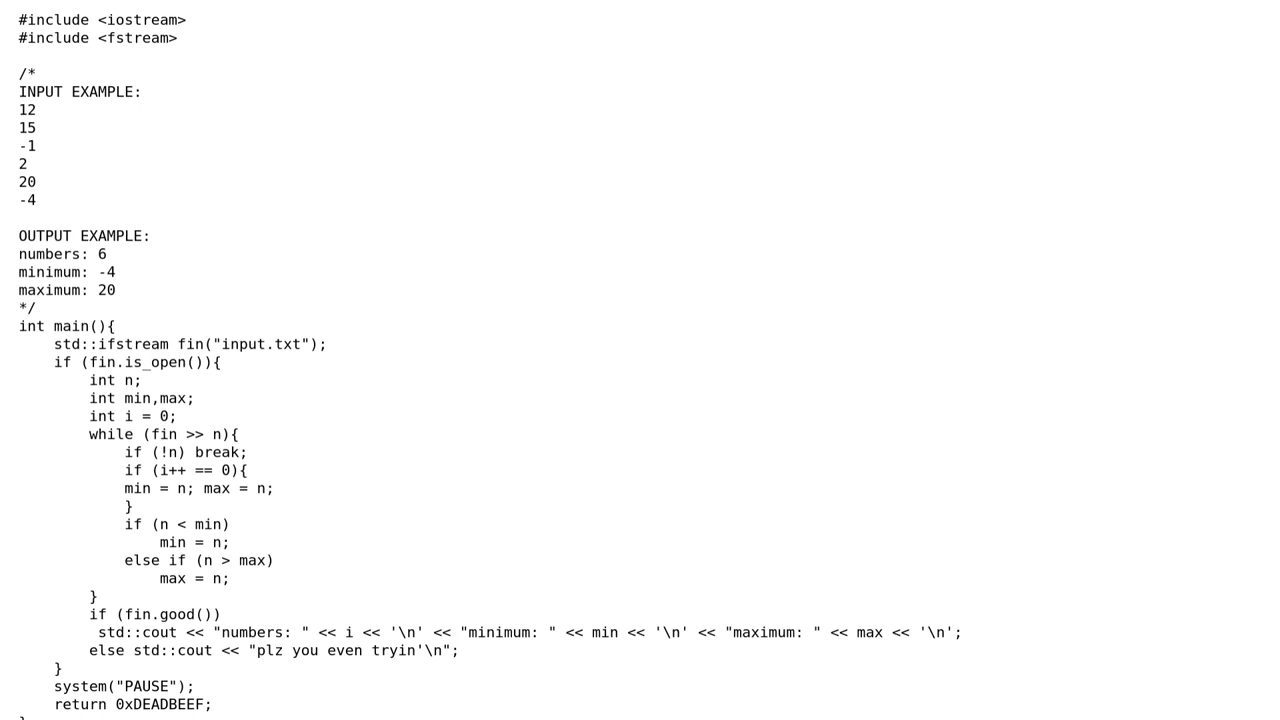 #include <iostream>
#include <fstream>

/*
INPUT EXAMPLE:
12
15
-1
2
20
-4

OUTPUT EXAMPLE:
numbers: 6
minimum: -4
maximum: 20
*/
int main(){
    std::ifstream fin("input.txt");
    if (fin.is_open()){
        int n;
        int min,max;
        int i = 0;
        while (fin >> n){
            if (!n) break;
            if (i++ == 0){
            min = n; max = n;
            }
            if (n < min)
                min = n;
            else if (n > max)
                max = n;
        }
        if (fin.good())
         std::cout << "numbers: " << i << '\n' << "minimum: " << min << '\n' << "maximum: " << max << '\n';
        else std::cout << "plz you even tryin'\n";
    }
    system("PAUSE");
    return 0xDEADBEEF;
}